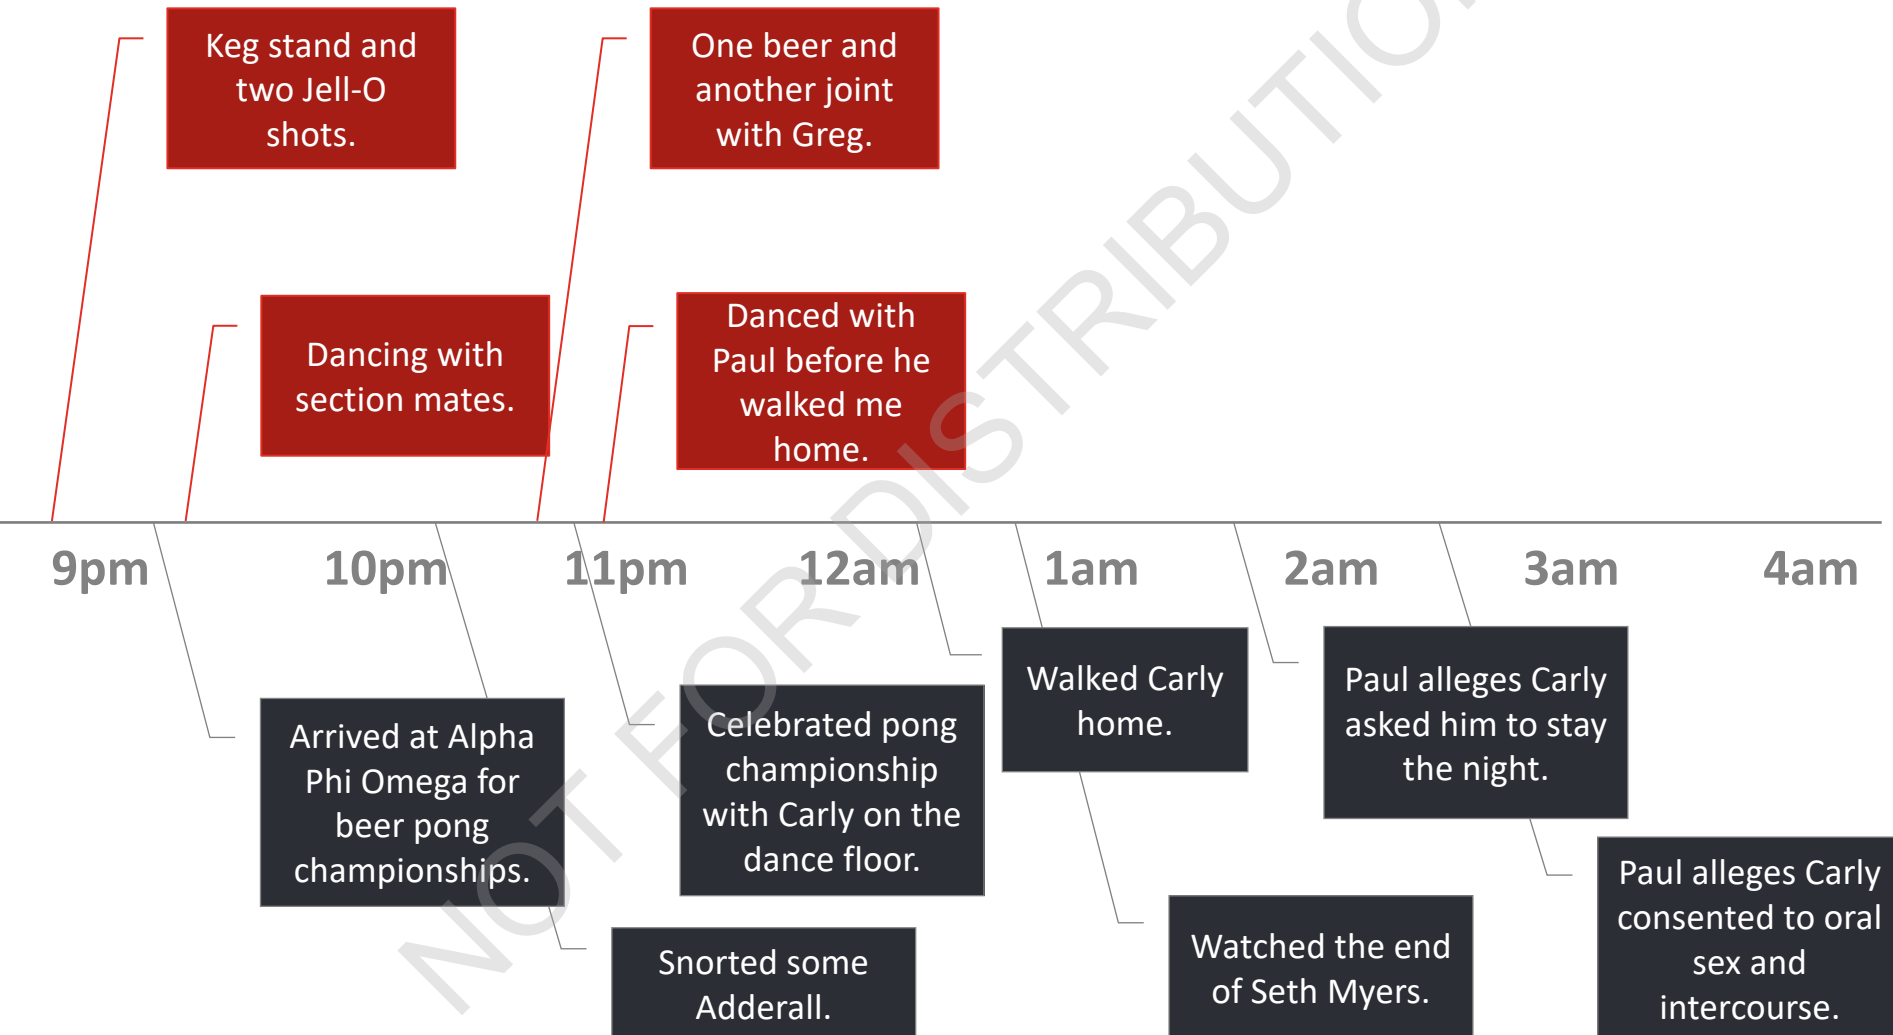 Keg stand and
two Jell-O
shots.
One beer and
another joint
with Greg.
Dancing with
section mates.
Danced with
Paul before he
walked me
home.
9pm
10pm
11pm
12am
1am
2am
3am
4am
Arrived at Alpha
Phi Omega for
beer pong
championships.
Snorted some
Adderall.
Celebrated pong
championship
with Carly on the
dance floor.
Walked Carly
home.
Watched the end
of Seth Myers.
Paul alleges Carly
asked him to stay
the night.
Paul alleges Carly
consented to oral
sex and
intercourse.
NOT FOR DISTRIBUTION